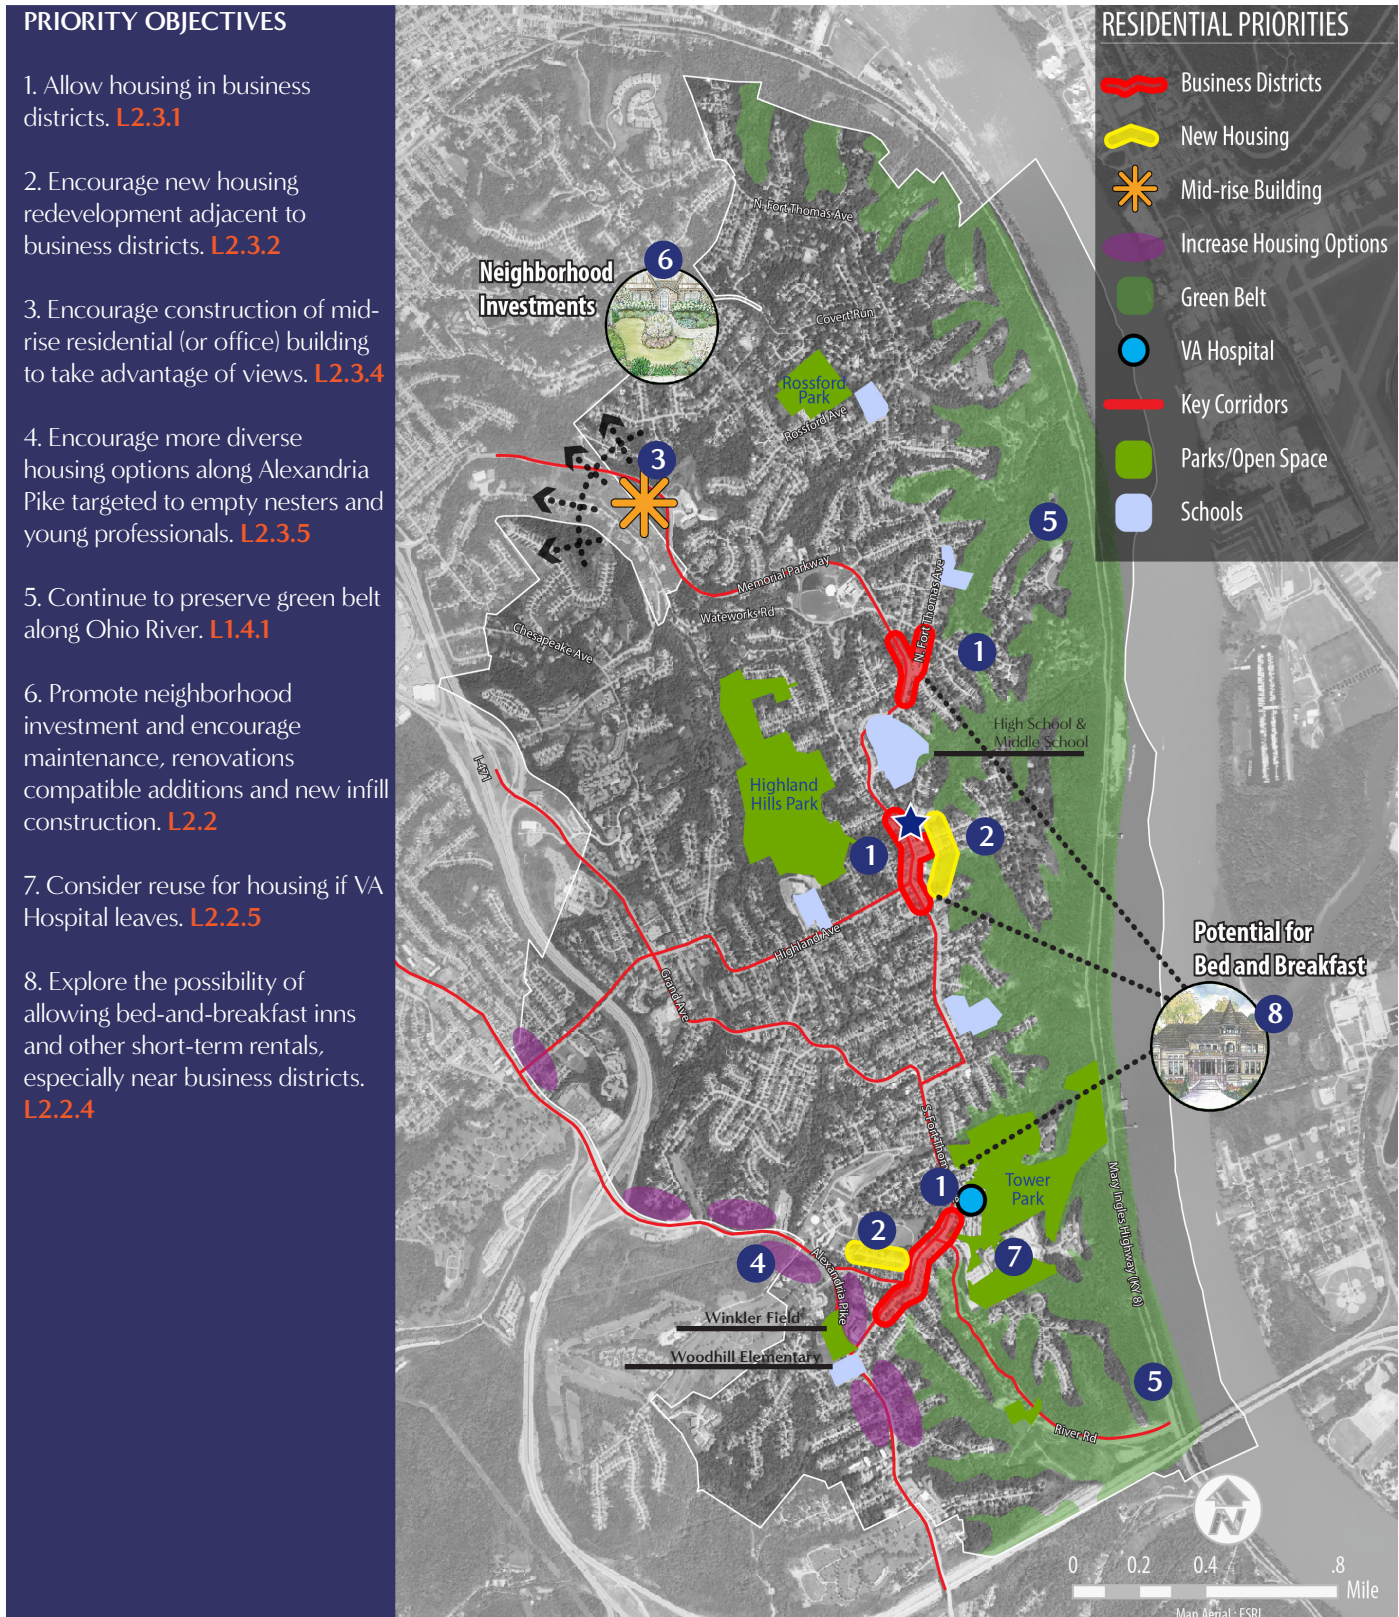 PRIORITY OBJECTIVES
1. Allow housing in business
districts. L2.3.1
2. Encourage new housing
redevelopment adjacent to
business districts. L2.3.2
3. Encourage construction of mid-
rise residential (or office) building
to take advantage of views. L2.3.4
4. Encourage more diverse
housing options along Alexandria
Pike targeted to empty nesters and
young professionals. L2.3.5
5. Continue to preserve green belt
along Ohio River. L1.4.1
6. Promote neighborhood
investment and encourage
maintenance, renovations
compatible additions and new infill
construction. L2.2
7. Consider reuse for housing if VA
Hospital leaves. L2.2.5
8. Explore the possibility of
allowing bed-and-breakfast inns
and other short-term rentals,
especially near business districts.
L2.2.4
RESIDENTIAL PRIORITIES
Business Districts
New Housing
Mid-rise Building
Increase Housing Options
Green Belt
VA Hospital
Key Corridors
Parks/Open Space
Schools
N. Fort Thomas Ave
6
Neighborhood
Investments
Covert Run
Rossford
Park
Rossford Ave
3
5
Memorial Parkway
Wateworks Rd
N. Fort Thomas Ave
Chesapeake Ave
1
High School &
Middle School
I-471
Highland
Hills Park
1
2
Highland Ave
Grand Ave
Potential for
Bed and Breakfast
8
S. Fort Thom
1
Tower
Park
Mary Ingles Highway (KY 8)
2
7
4
Alexandria Pike
Winkler Field
Woodhill Elementary
5
River Rd
N
0 0.2 0.4 .8
Mile
Map Aerial : ESRI